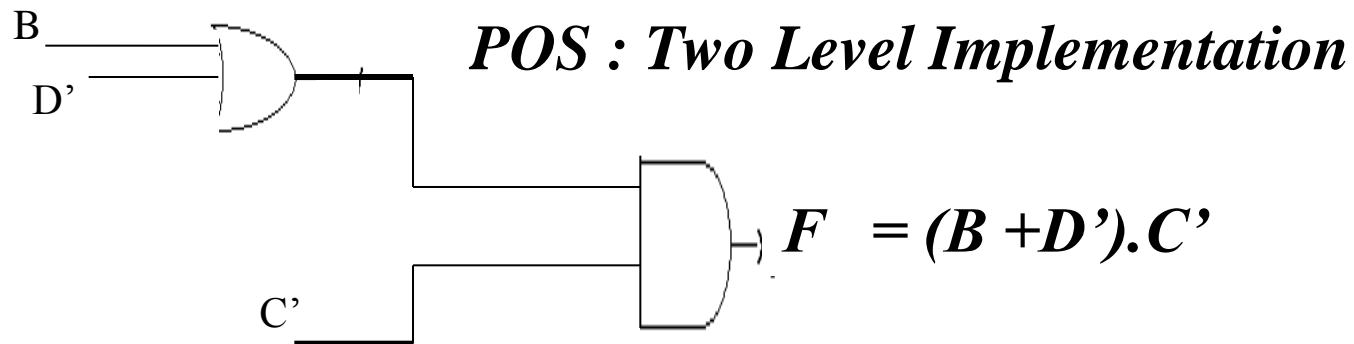 B
POS : Two Level Implementation
D’
F = (B +D’).C’
C’